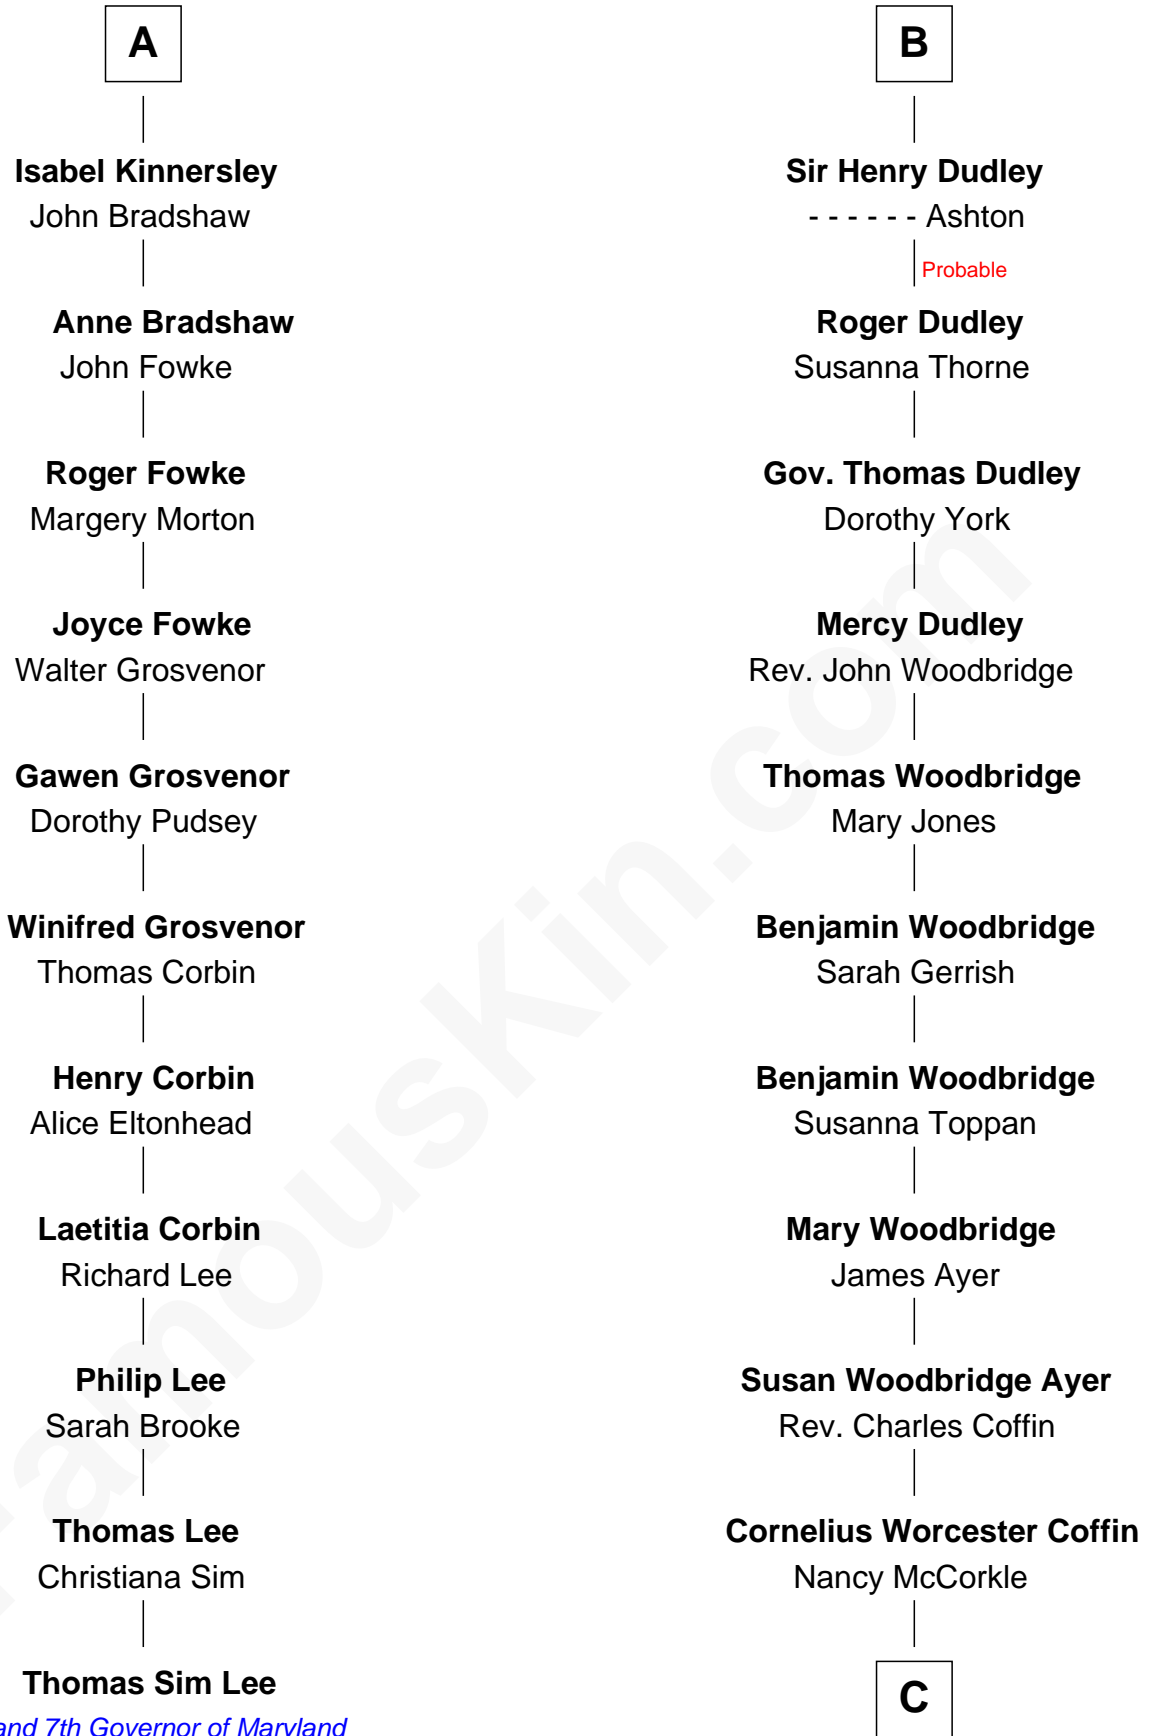 A
Isabel Kinnersley
John Bradshaw
Anne Bradshaw
John Fowke
Roger Fowke
Margery Morton
Joyce Fowke
Walter Grosvenor
Gawen Grosvenor
Dorothy Pudsey
Winifred Grosvenor
Thomas Corbin
Henry Corbin
Alice Eltonhead
Laetitia Corbin
Richard Lee
Philip Lee
Sarah Brooke
Thomas Lee
Christiana Sim
Thomas Sim Lee
and 7th Governor of Maryland
B
Sir Henry Dudley
- - - - - - Ashton
Probable
Roger Dudley
Susanna Thorne
Gov. Thomas Dudley
Dorothy York
Mercy Dudley
Rev. John Woodbridge
Thomas Woodbridge
Mary Jones
Benjamin Woodbridge
Sarah Gerrish
Benjamin Woodbridge
Susanna Toppan
Mary Woodbridge
James Ayer
Susan Woodbridge Ayer
Rev. Charles Coffin
Cornelius Worcester Coffin
Nancy McCorkle
C
FamousKin.com